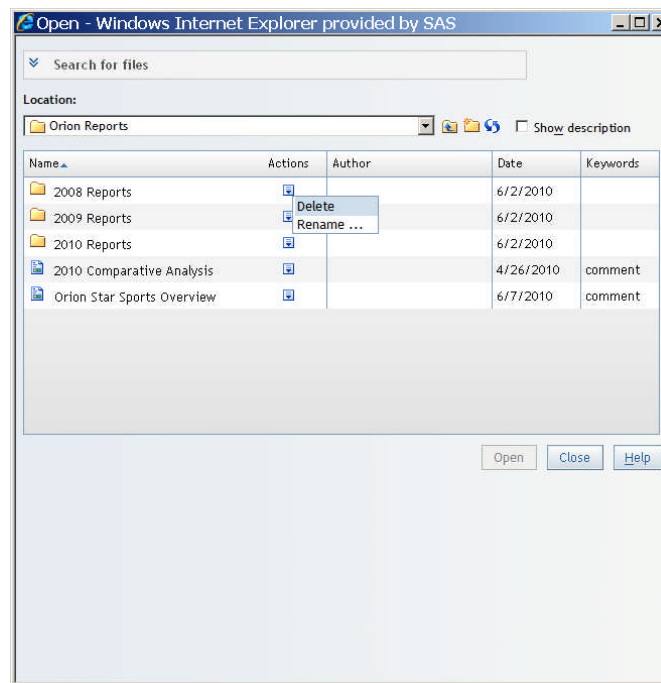 Open - Windows Internet Explorer provided by SAS
Search for files
Location:
Orion Reports
Show description
Name Actions Author Date Keywords
2008 Reports 6/2/2010
Delete
2009 Reports 6/2/2010
Rename ...
2010 Reports 6/2/2010
2010 Comparative Analysis 4/26/2010 comment
Orion Star Sports Overview 6/7/2010 comment
Open Close Help